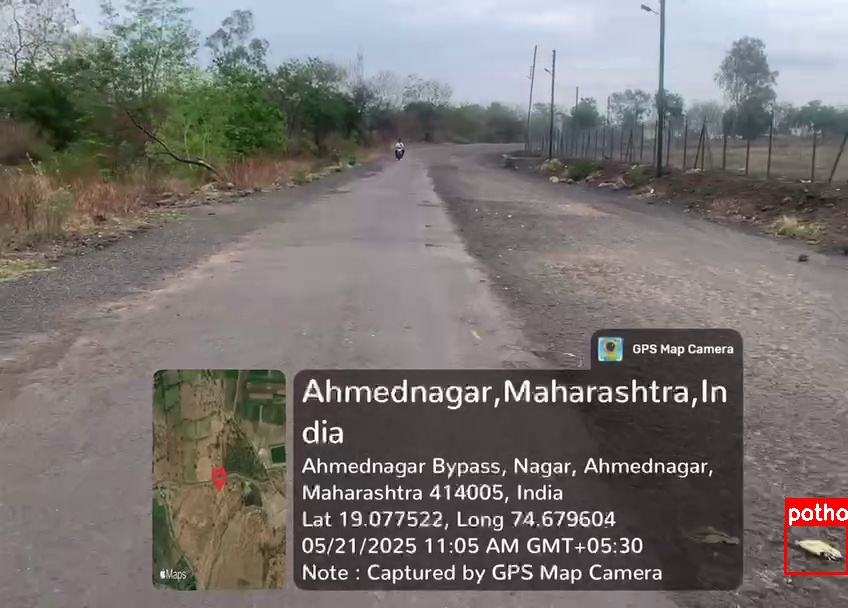 GPS Map Camera
Ahmednagar,Maharashtra,In
dia
Ahmednagar Bypass, Nagar, Ahmednagar,
Maharashtra 414005, India
Lat 19.077522, Long 74.679604
05/21/2025 11:05 AM GMT+05:30
Note : Captured by GPS Map Camera
Maps
potho